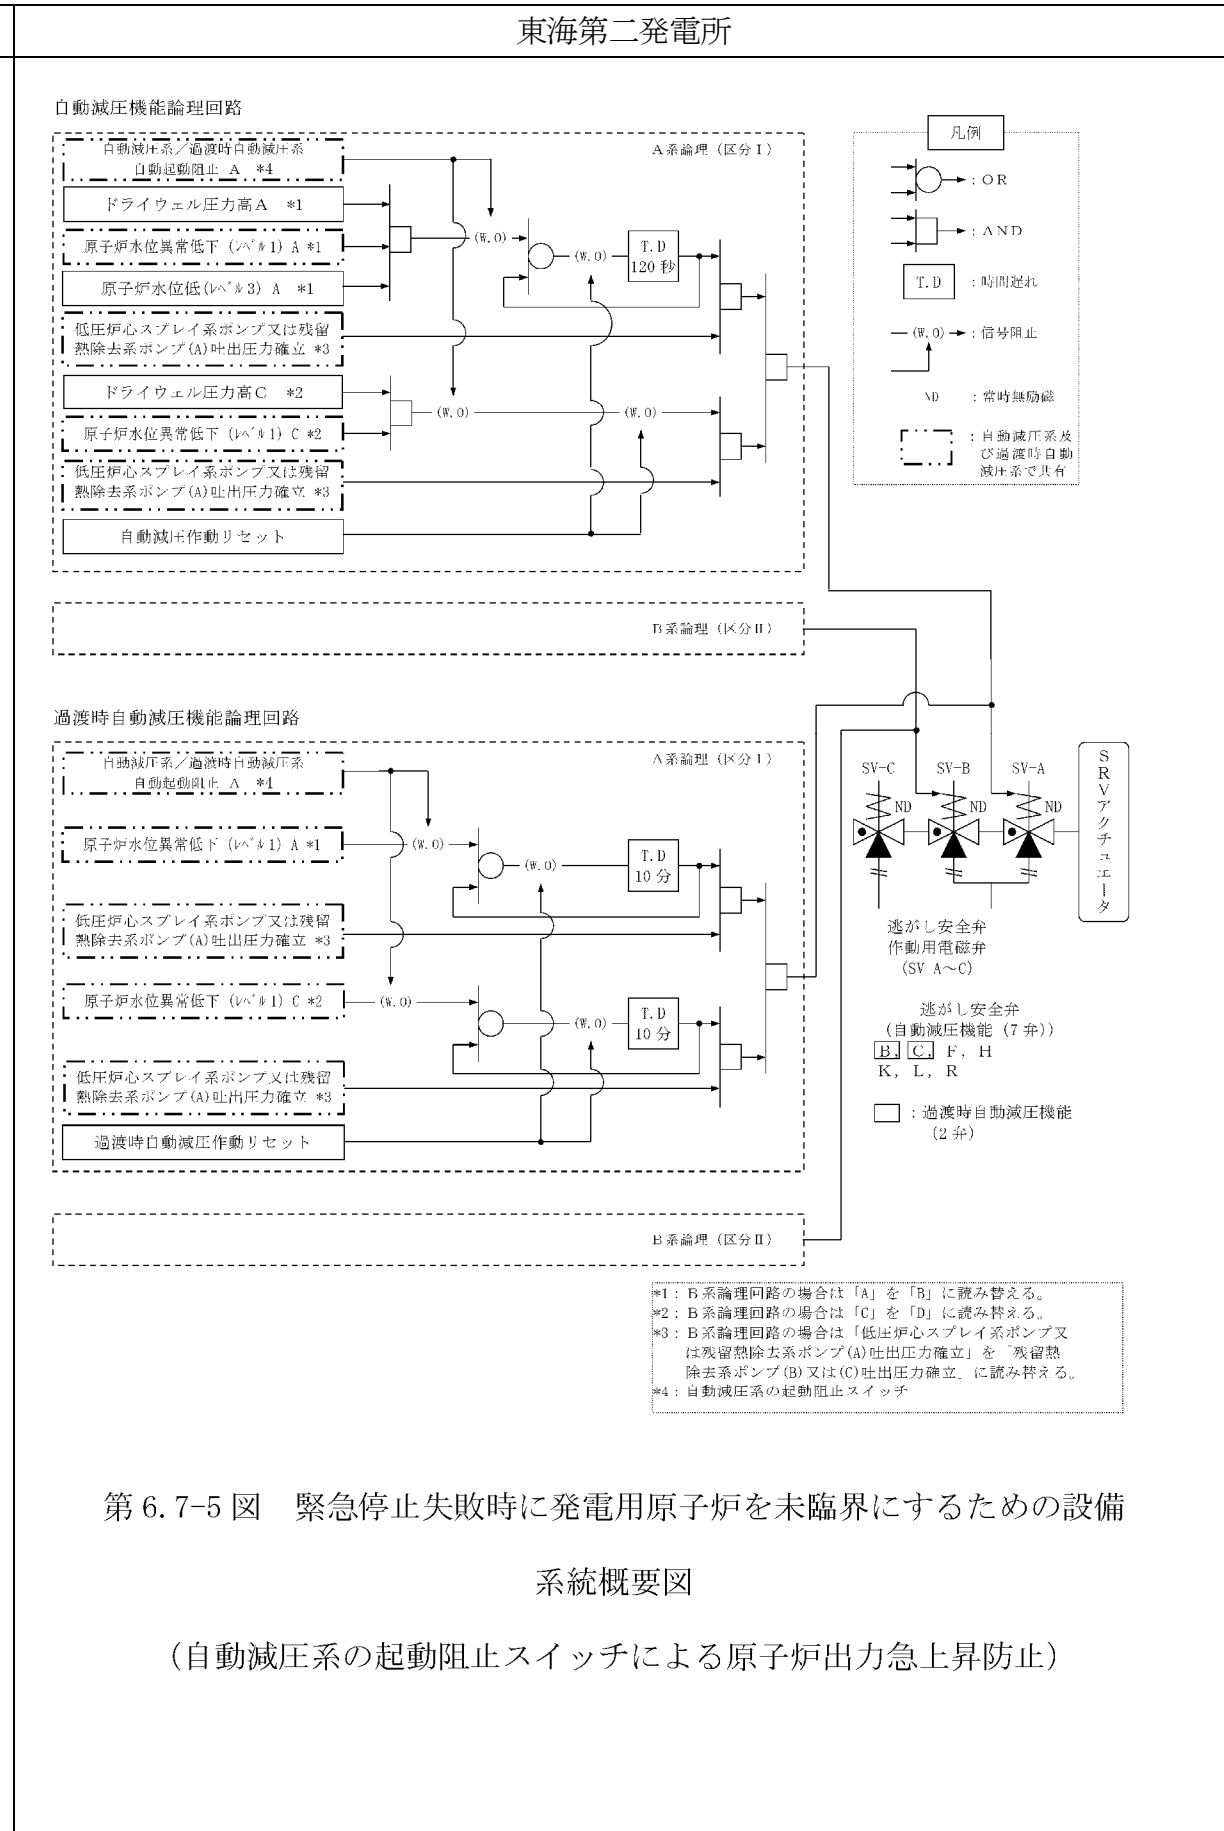 東海第二発電所
自動減圧機能論理回路
A系論理（区分Ⅰ）
自動減圧系／過渡時自動減圧系
自動起動阻止 A *4
ドライウェル圧力高A *1
原子炉水位異常低下（ﾚﾍﾞﾙ1）A *1
原子炉水位低(ﾚﾍﾞﾙ3) A *1
低圧炉心スプレイ系ポンプ又は残留
熱除去系ポンプ(A)吐出圧力確立 *3
ドライウェル圧力高C *2
原子炉水位異常低下（ﾚﾍﾞﾙ1）C *2
低圧炉心スプレイ系ポンプ又は残留
熱除去系ポンプ(A)吐出圧力確立 *3
自動減圧作動リセット
(W.O)
(W.O)
T.D
120秒
(W.O)
(W.O)
B系論理（区分Ⅱ）
凡例
：OR
：AND
T.D ：時間遅れ
(W.O) ：信号阻止
ND ：常時無励磁
：自動減圧系及
び過渡時自動
減圧系で共有
過渡時自動減圧機能論理回路
A系論理（区分Ⅰ）
自動減圧系／過渡時自動減圧系
自動起動阻止 A *4
原子炉水位異常低下（ﾚﾍﾞﾙ1）A *1
低圧炉心スプレイ系ポンプ又は残留
熱除去系ポンプ(A)吐出圧力確立 *3
原子炉水位異常低下（ﾚﾍﾞﾙ1）C *2
低圧炉心スプレイ系ポンプ又は残留
熱除去系ポンプ(A)吐出圧力確立 *3
過渡時自動減圧作動リセット
(W.O)
(W.O)
T.D
10分
(W.O)
(W.O)
T.D
10分
B系論理（区分Ⅱ）
SV-C SV-B SV-A
ND ND ND
SRVアクチュエータ
逃がし安全弁
作動用電磁弁
(SV A～C)
逃がし安全弁
(自動減圧機能（7弁）)
B, C, F, H
K, L, R
：過渡時自動減圧機能
（2弁）
*1：B系論理回路の場合は「A」を「B」に読み替える。
*2：B系論理回路の場合は「C」を「D」に読み替える。
*3：B系論理回路の場合は「低圧炉心スプレイ系ポンプ又
は残留熱除去系ポンプ(A)吐出圧力確立」を「残留熱
除去系ポンプ(B)又は(C)吐出圧力確立」に読み替える。
*4：自動減圧系の起動阻止スイッチ
第6.7-5図　緊急停止失敗時に発電用原子炉を未臨界にするための設備
系統概要図
（自動減圧系の起動阻止スイッチによる原子炉出力急上昇防止）